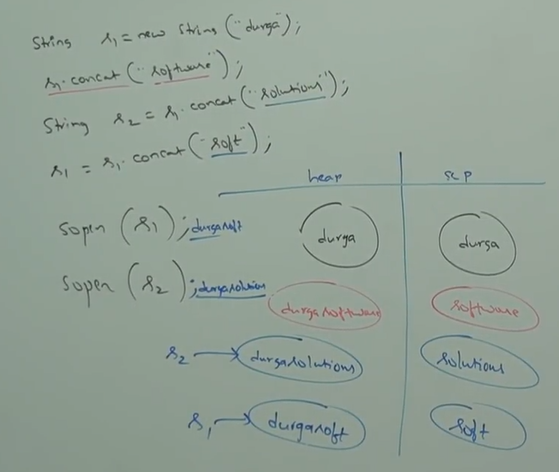 String s1 = new String ("durga");
s1.concat ("software");
String s2 = s1.concat ("solutions");
s1 = s1.concat ("soft");
heap scp
sopln (s1); durgasoft
durga durga
sopln (s2); durgasolution
durgasoftware software
s2 → durgasolutions solutions
s1 → durgasoft soft